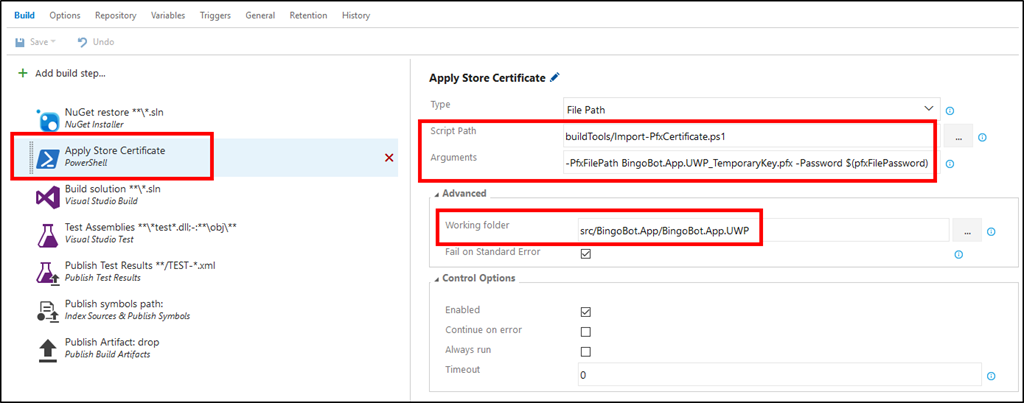 Build Options Repository Variables Triggers General Retention History
Save Undo
+ Add build step...
NuGet restore **\*.sln
NuGet Installer
Apply Store Certificate
PowerShell
Build solution **\*.sln
Visual Studio Build
Test Assemblies **\*test*.dll;-:**\obj\**
Visual Studio Test
Publish Test Results **/TEST-*.xml
Publish Test Results
Publish symbols path:
Index Sources & Publish Symbols
Publish Artifact: drop
Publish Build Artifacts
Apply Store Certificate
Type File Path
Script Path buildTools/Import-PfxCertificate.ps1 ...
Arguments -PfxFilePath BingoBot.App.UWP_TemporaryKey.pfx -Password $(pfxFilePassword)
Advanced
Working folder src/BingoBot.App/BingoBot.App.UWP ...
Fail on Standard Error
Control Options
Enabled
Continue on error
Always run
Timeout 0